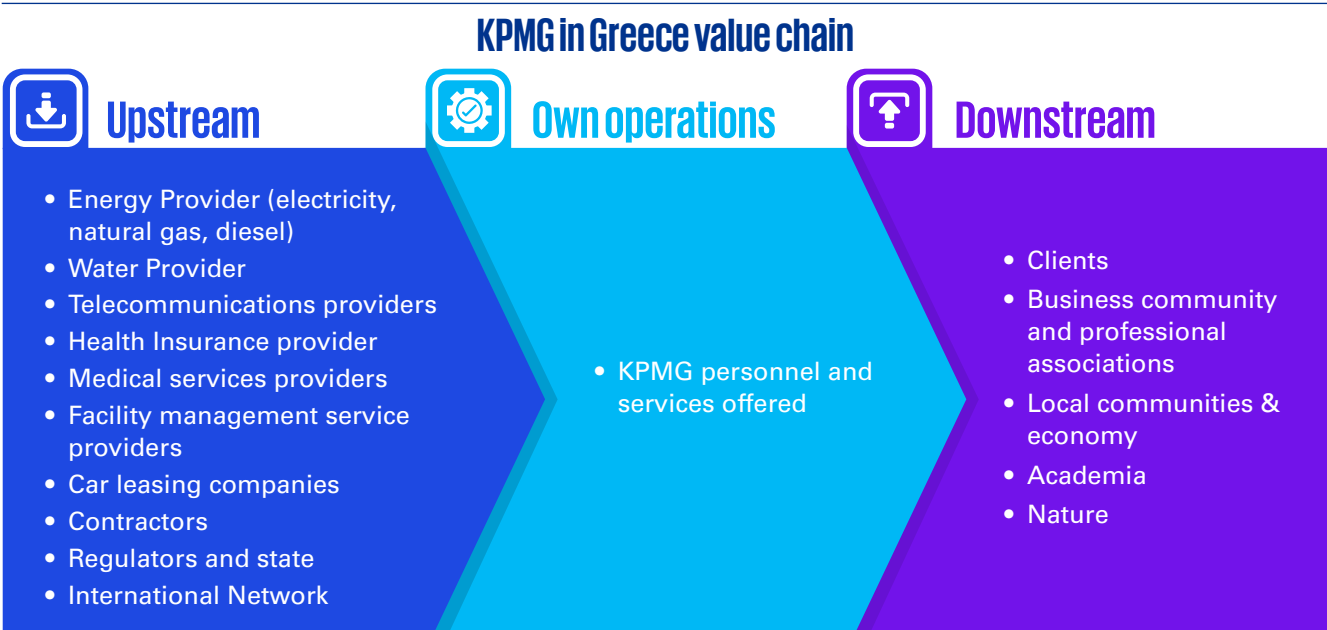 KPMG in Greece value chain
Upstream
• Energy Provider (electricity,
natural gas, diesel)
• Water Provider
• Telecommunications providers
• Health Insurance provider
• Medical services providers
• Facility management service
providers
• Car leasing companies
• Contractors
• Regulators and state
• International Network
Own operations
• KPMG personnel and
services offered
Downstream
• Clients
• Business community
and professional
associations
• Local communities &
economy
• Academia
• Nature